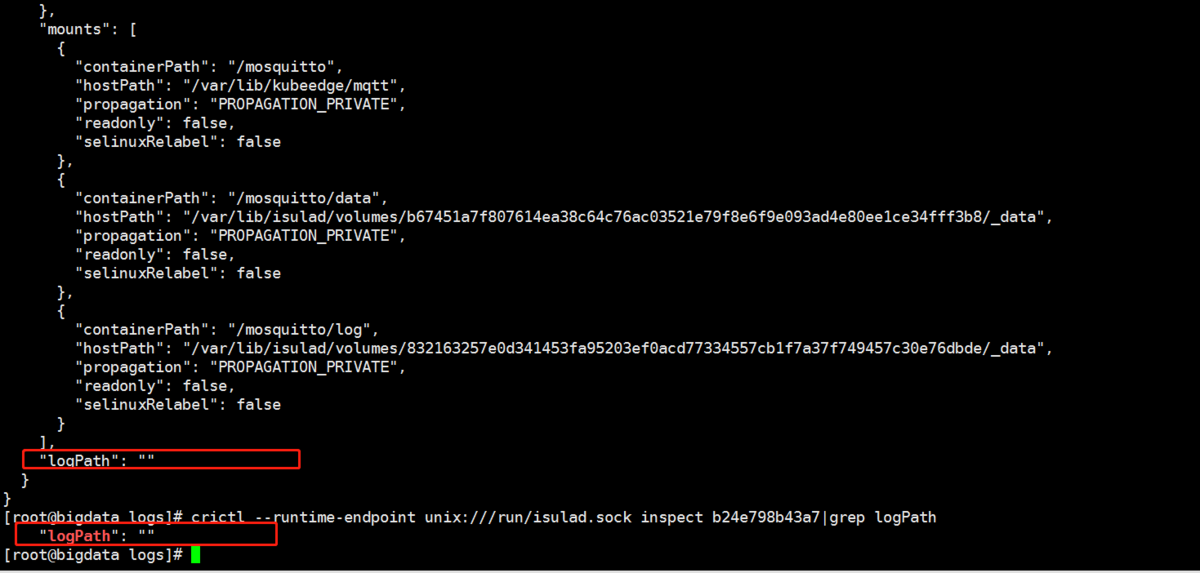 },
"mounts": [
{
"containerPath": "/mosquitto",
"hostPath": "/var/lib/kubeedge/mqtt",
"propagation": "PROPAGATION_PRIVATE",
"readonly": false,
"selinuxRelabel": false
},
{
"containerPath": "/mosquitto/data",
"hostPath": "/var/lib/isulad/volumes/b67451a7f807614ea38c64c76ac03521e79f8e6f9e093ad4e80ee1ce34fff3b8/_data",
"propagation": "PROPAGATION_PRIVATE",
"readonly": false,
"selinuxRelabel": false
},
{
"containerPath": "/mosquitto/log",
"hostPath": "/var/lib/isulad/volumes/832163257e0d341453fa95203ef0acd77334557cb1f7a37f749457c30e76dbde/_data",
"propagation": "PROPAGATION_PRIVATE",
"readonly": false,
"selinuxRelabel": false
}
],
"logPath": ""
}
}
[root@bigdata logs]# crictl --runtime-endpoint unix:///run/isulad.sock inspect b24e798b43a7|grep logPath
"logPath": ""
[root@bigdata logs]#